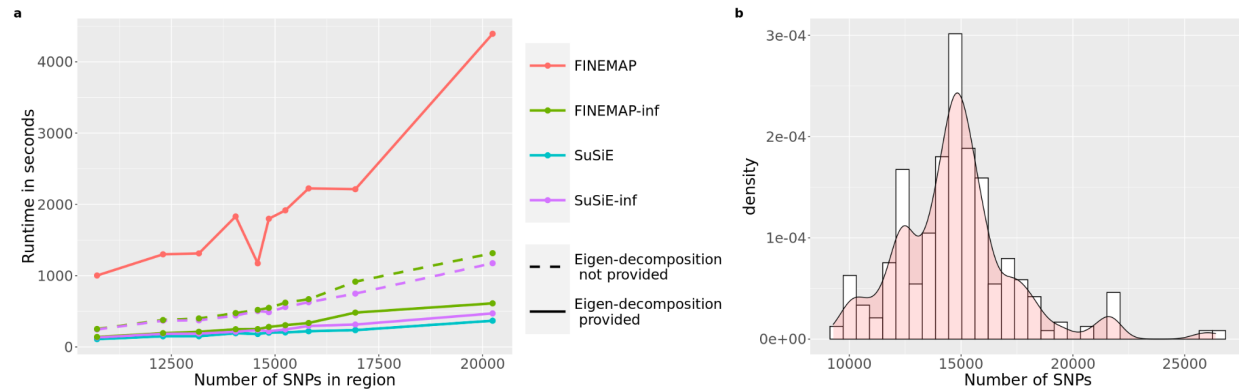 a
4000
3000
2000
1000
0
Runtime in seconds
12500 15000 17500 20000
Number of SNPs in region
FINEMAP
FINEMAP-inf
SuSiE
SuSiE-inf
Eigen-decomposition
not provided
Eigen-decomposition
provided
b
3e-04
2e-04
1e-04
0e+00
density
10000 15000 20000 25000
Number of SNPs